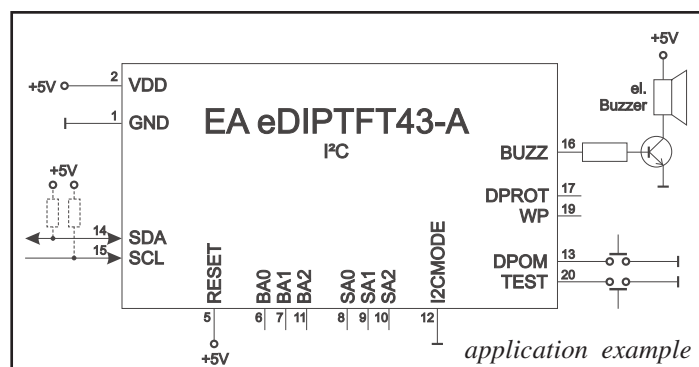 +5V
el.
Buzzer
+5V
2
VDD
1
GND
EA eDIPTFT43-A
I²C
BUZZ
16
DPROT
17
WP
19
+5V
14
SDA
15
SCL
DPOM
13
TEST
20
RESET
BA0
BA1
BA2
SA0
SA1
SA2
I2CMODE
5
6
7
11
8
9
10
12
+5V
application example